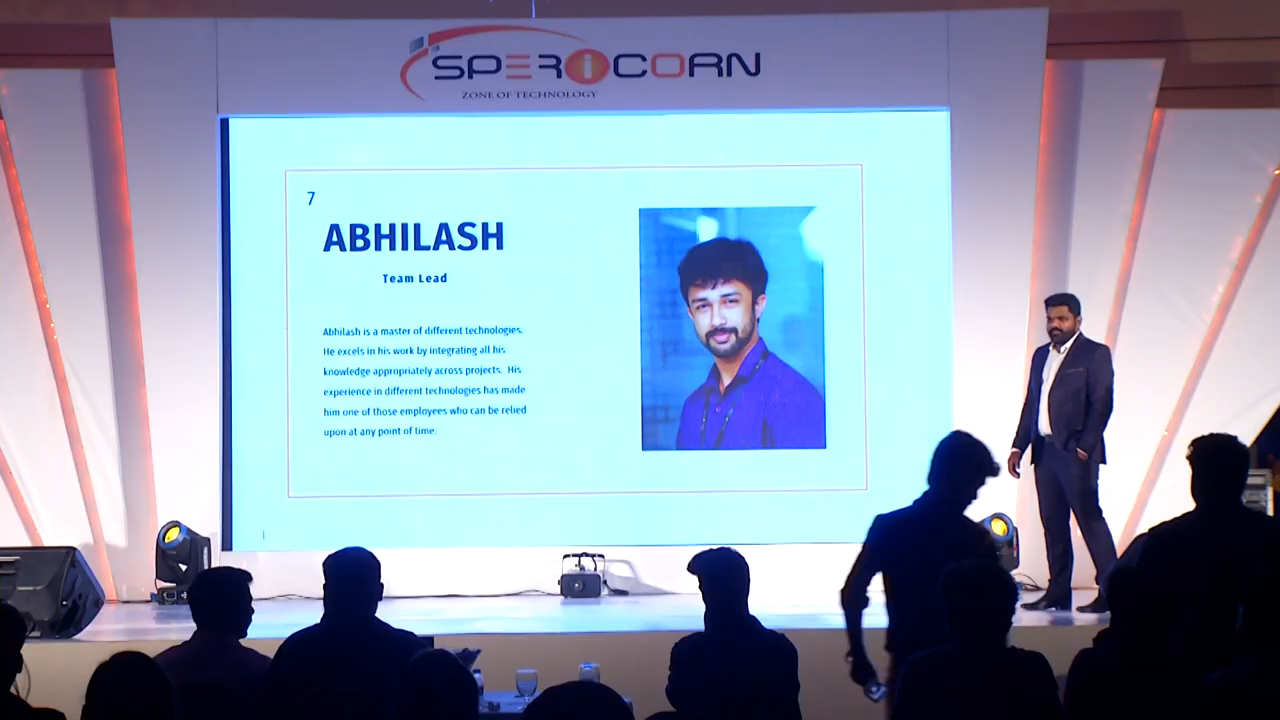 SPERiCORN
ZONE OF TECHNOLOGY
7
ABHILASH
Team Lead
Abhilash is a master of different technologies.
He excels in his work by integrating all his
knowledge appropriately across projects. His
experience in different technologies has made
him one of those employees who can be relied
upon at any point of time.